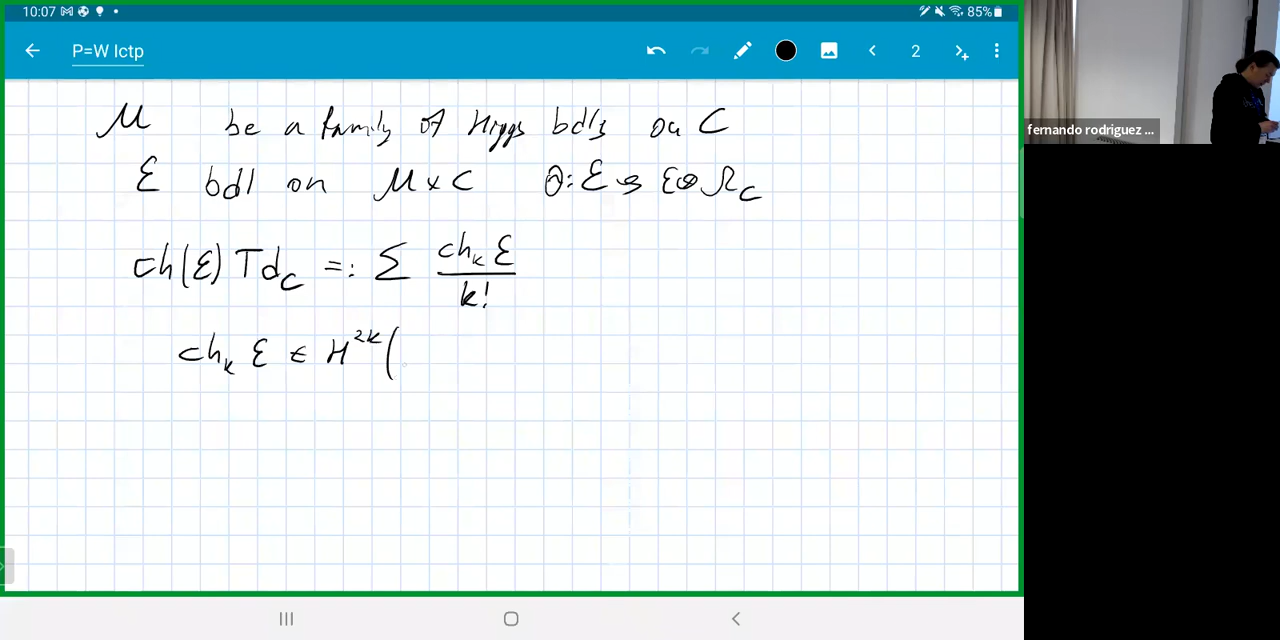 10:07
85%
P=W Ictp
2
M be a family of Higgs bdls on C
ℰ bdl on M × C θ: ℰ → ℰ⊗Ω_C
ch(ℰ) Td_C =: Σ ch_k ℰ / k!
ch_k ℰ ∈ H^{2k}(
fernando rodriguez ...